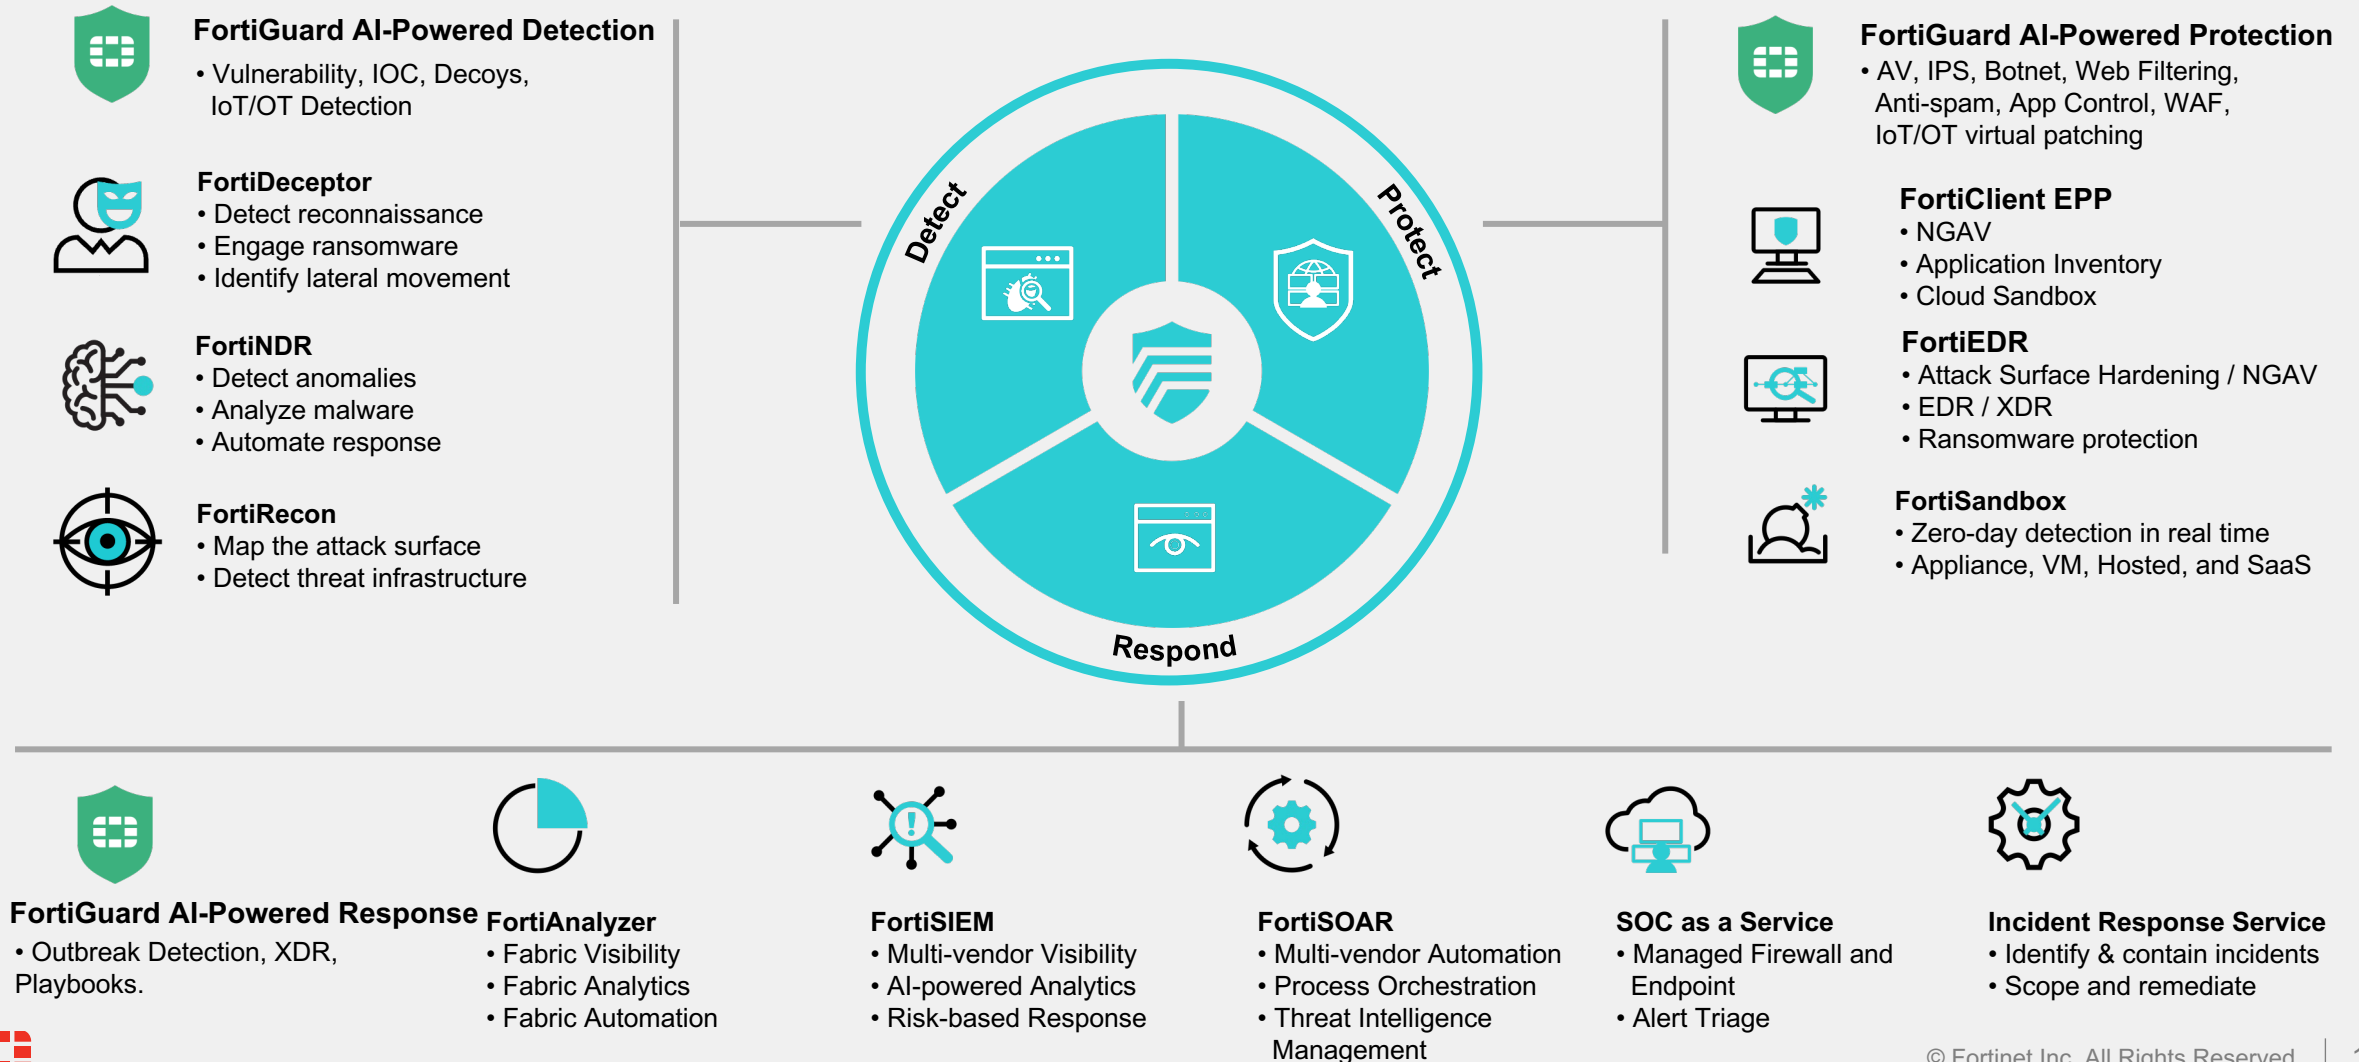 FortiGuard AI-Powered Detection
• Vulnerability, IOC, Decoys,
IoT/OT Detection
FortiDeceptor
• Detect reconnaissance
• Engage ransomware
• Identify lateral movement
FortiNDR
• Detect anomalies
• Analyze malware
• Automate response
FortiRecon
• Map the attack surface
• Detect threat infrastructure
Detect
Protect
Respond
FortiGuard AI-Powered Protection
• AV, IPS, Botnet, Web Filtering,
Anti-spam, App Control, WAF,
IoT/OT virtual patching
FortiClient EPP
• NGAV
• Application Inventory
• Cloud Sandbox
FortiEDR
• Attack Surface Hardening / NGAV
• EDR / XDR
• Ransomware protection
FortiSandbox
• Zero-day detection in real time
• Appliance, VM, Hosted, and SaaS
FortiGuard AI-Powered Response
• Outbreak Detection, XDR,
Playbooks.
FortiAnalyzer
• Fabric Visibility
• Fabric Analytics
• Fabric Automation
FortiSIEM
• Multi-vendor Visibility
• AI-powered Analytics
• Risk-based Response
FortiSOAR
• Multi-vendor Automation
• Process Orchestration
• Threat Intelligence
Management
SOC as a Service
• Managed Firewall and
Endpoint
• Alert Triage
Incident Response Service
• Identify & contain incidents
• Scope and remediate
© Fortinet Inc. All Rights Reserved